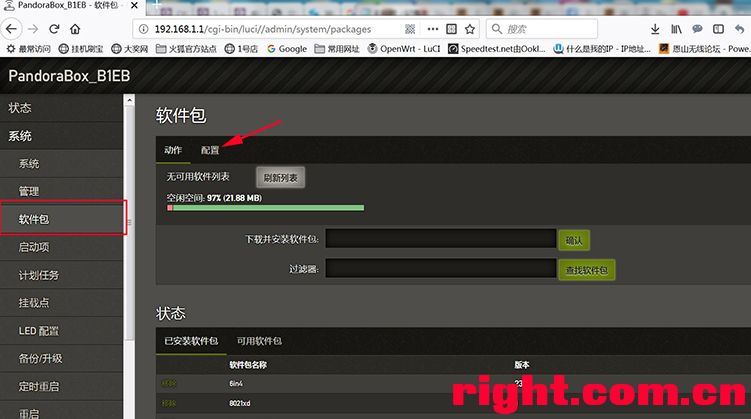 PandoraBox_B1EB - 软件包
192.168.1.1/cgi-bin/luci//admin/system/packages
搜索
最常访问 挂机刷宝 大奖网 火狐官方站点 1号店 Google 常用网址 OpenWrt - LuCI Speedtest.net由Ookl... 什么是我的IP - IP地址... 恩山无线论坛 - Powe...
PandoraBox_B1EB
状态
系统
系统
管理
软件包
启动项
计划任务
挂载点
LED 配置
备份/升级
定时重启
重启
软件包
动作 配置
无可用软件列表 刷新列表
空闲空间: 97% (21.88 MB)
下载并安装软件包: 确认
过滤器: 查找软件包
状态
已安装软件包 可用软件包
软件包名称 版本
移除 6in4
移除 8021xd
right.com.cn